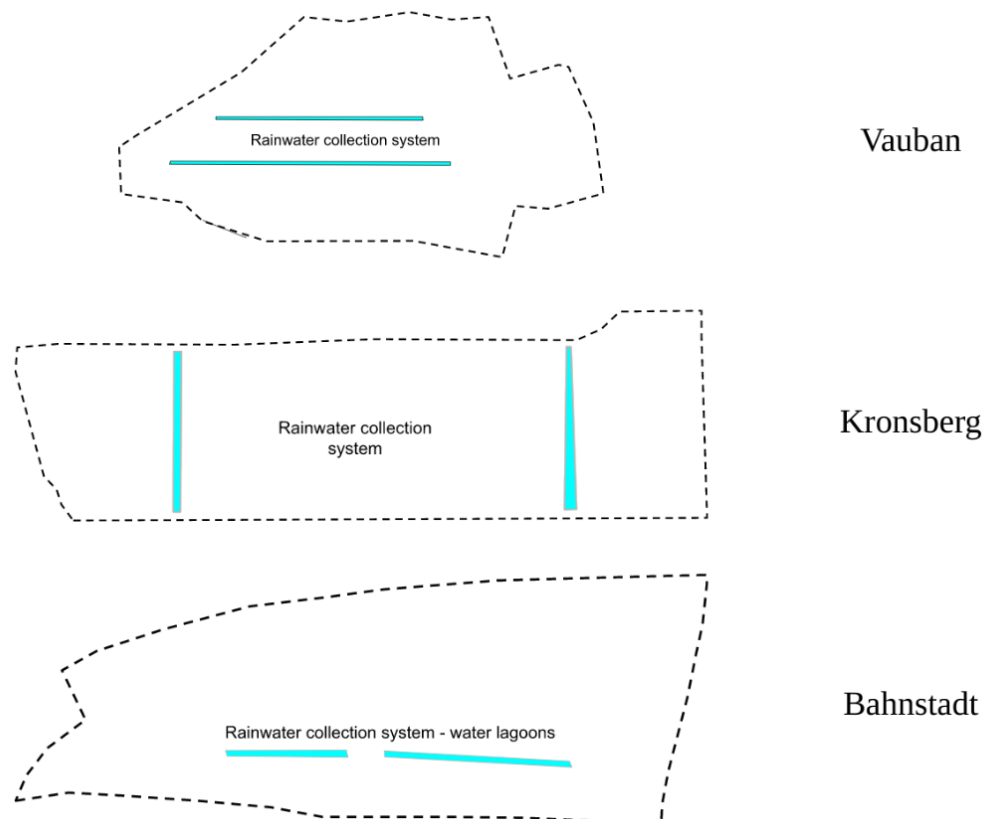 Rainwater collection system
Vauban
Rainwater collection
system
Kronsberg
Rainwater collection system - water lagoons
Bahnstadt